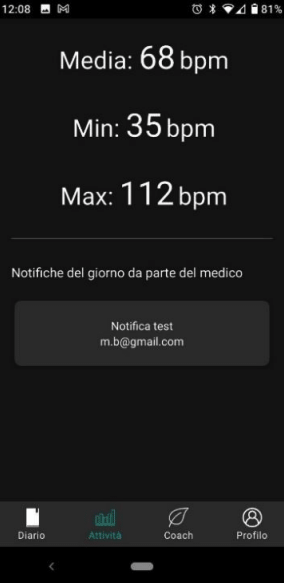 12:08 81%
Media: 68 bpm
Min: 35 bpm
Max: 112 bpm
Notifiche del giorno da parte del medico
Notifica test
m.b@gmail.com
Diario Attività Coach Profilo